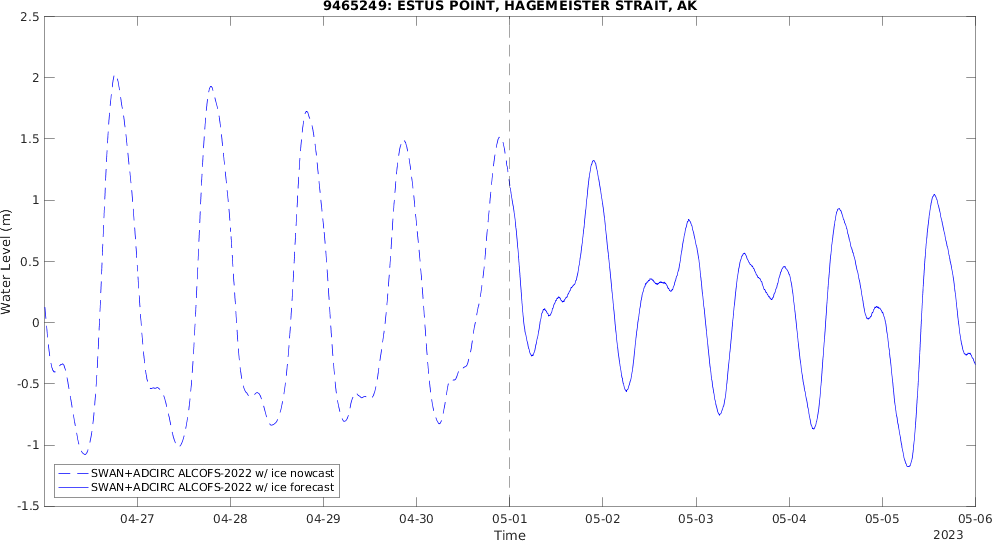 9465249: ESTUS POINT, HAGEMEISTER STRAIT, AK
2.5
2
1.5
1
0.5
0
-0.5
-1
-1.5
Water Level (m)
SWAN+ADCIRC ALCOFS-2022 w/ ice nowcast
SWAN+ADCIRC ALCOFS-2022 w/ ice forecast
04-27 04-28 04-29 04-30 05-01 05-02 05-03 05-04 05-05 05-06
Time
2023